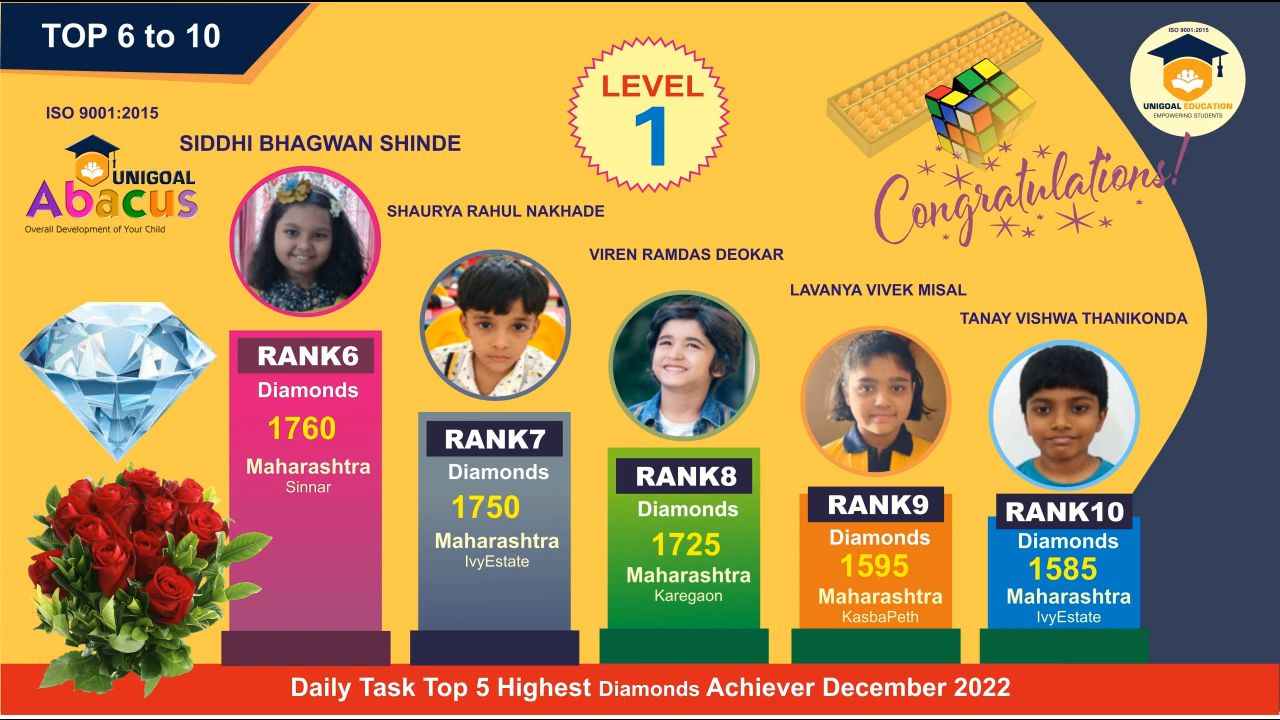 TOP 6 to 10
ISO 9001:2015
UNIGOAL
Abacus
Overall Development of Your Child
LEVEL
1
ISO 9001:2015
UNIGOAL EDUCATION
EMPOWERING STUDENTS
Congratulations!
SIDDHI BHAGWAN SHINDE
RANK6
Diamonds
1760
Maharashtra
Sinnar
SHAURYA RAHUL NAKHADE
RANK7
Diamonds
1750
Maharashtra
IvyEstate
VIREN RAMDAS DEOKAR
RANK8
Diamonds
1725
Maharashtra
Karegaon
LAVANYA VIVEK MISAL
RANK9
Diamonds
1595
Maharashtra
KasbaPeth
TANAY VISHWA THANIKONDA
RANK10
Diamonds
1585
Maharashtra
IvyEstate
Daily Task Top 5 Highest Diamonds Achiever December 2022